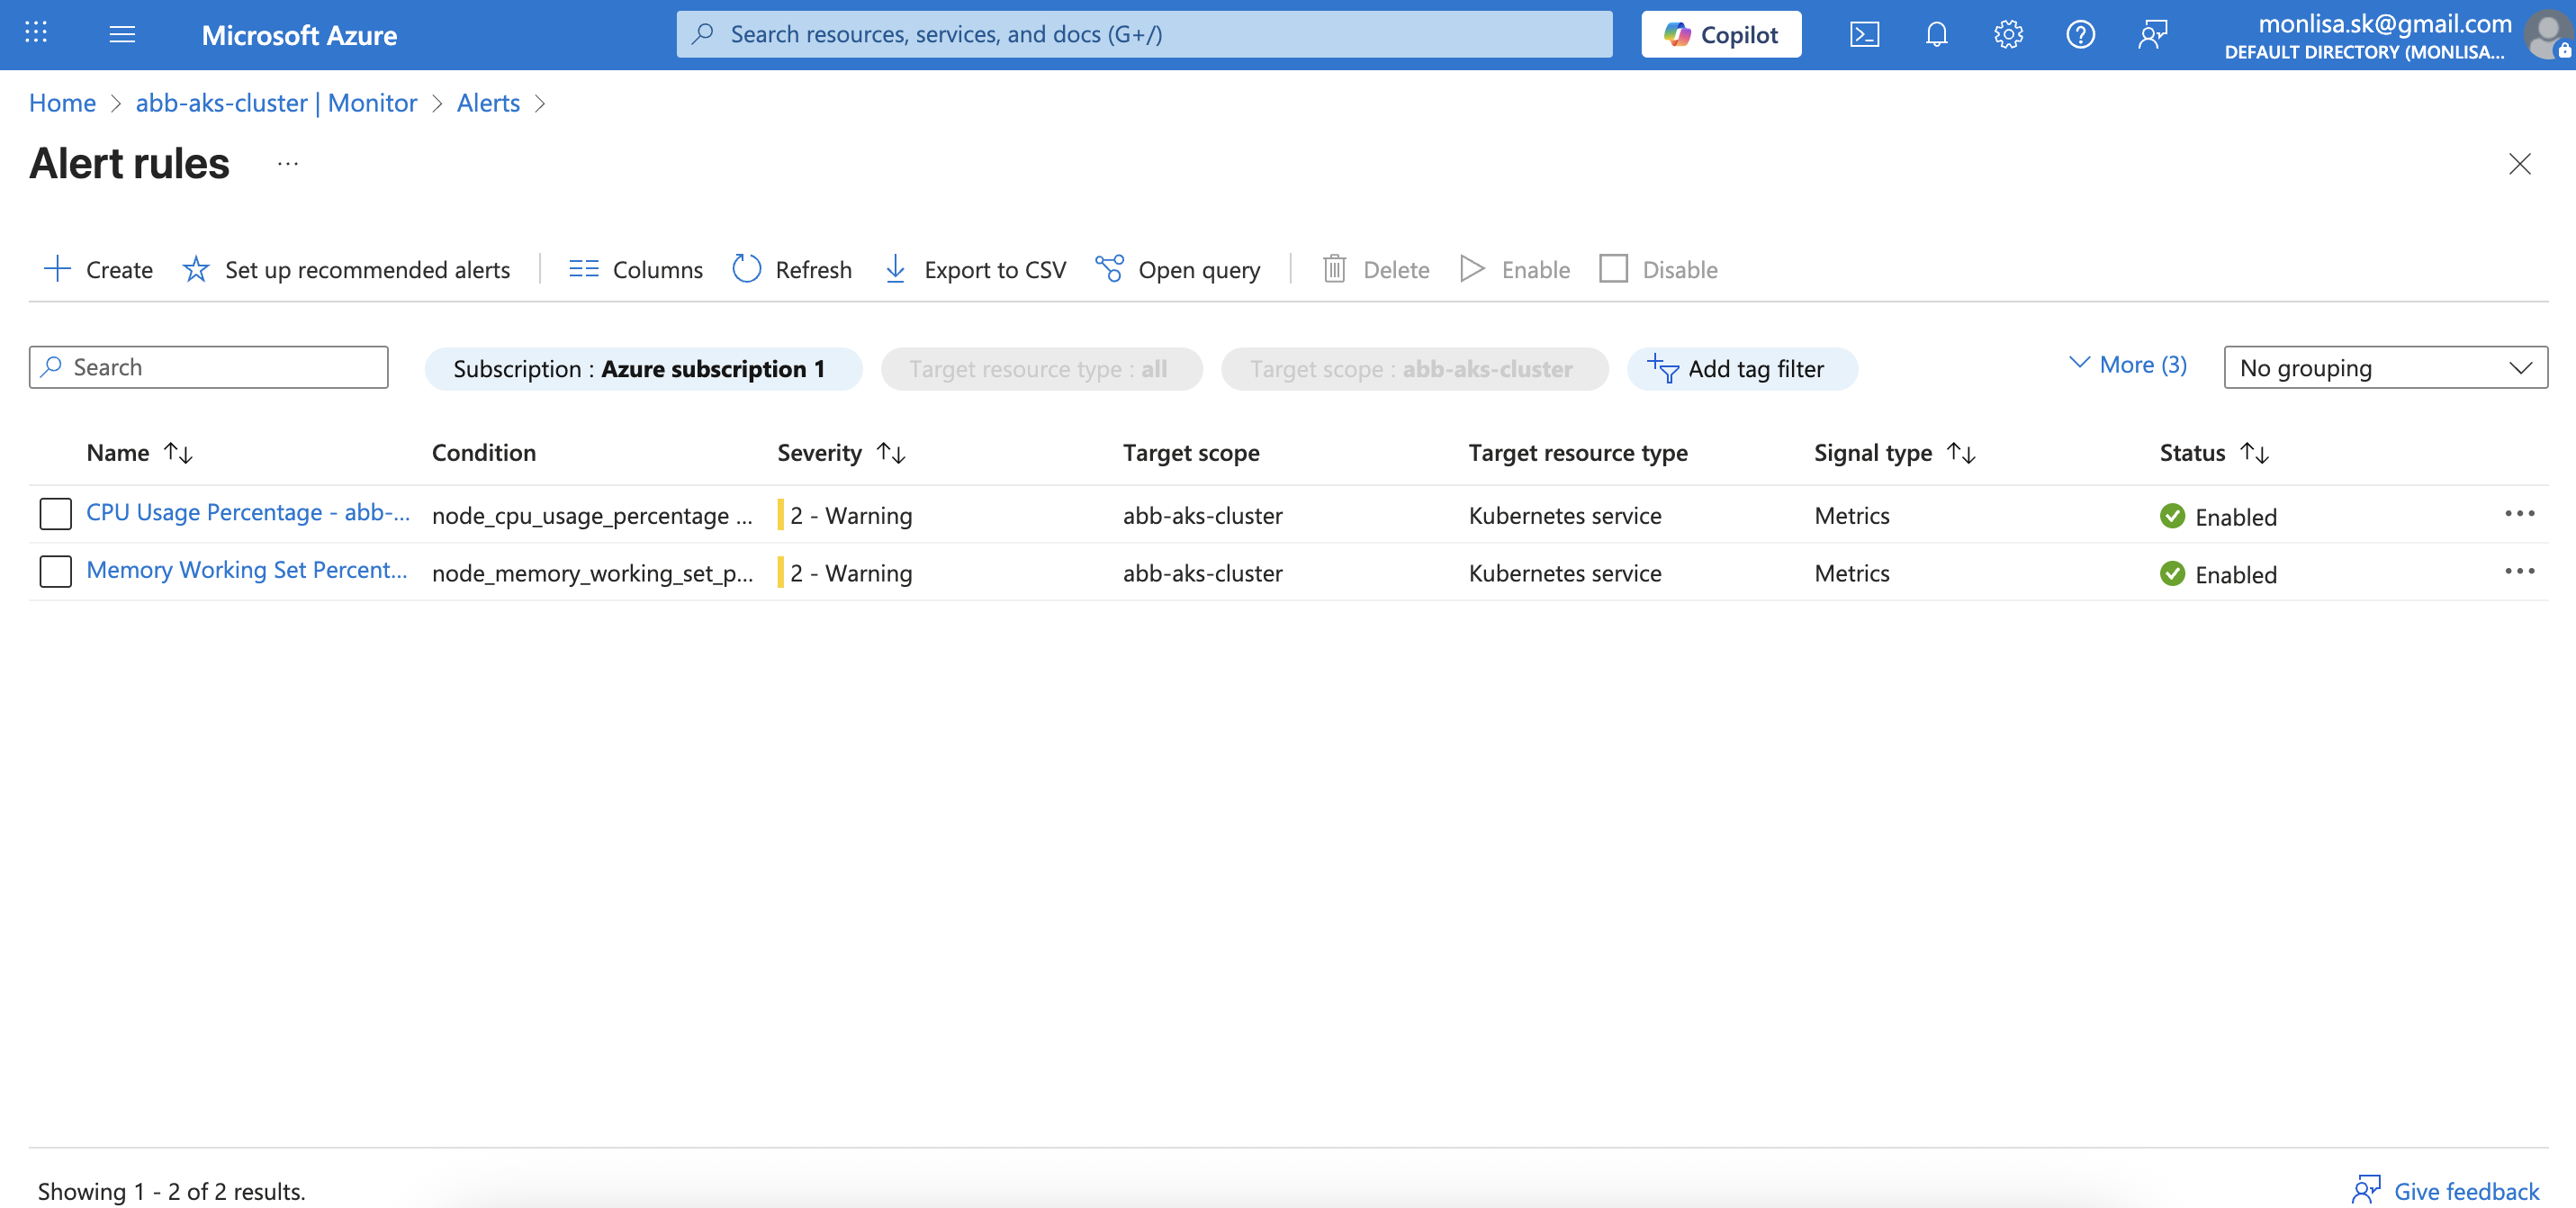 Microsoft Azure
Search resources, services, and docs (G+/)
Copilot
monlisa.sk@gmail.com
DEFAULT DIRECTORY (MONLISA...
Home > abb-aks-cluster | Monitor > Alerts >
Alert rules ...
Create Set up recommended alerts Columns Refresh Export to CSV Open query Delete Enable Disable
Search Subscription : Azure subscription 1 Target resource type : all Target scope : abb-aks-cluster Add tag filter More (3) No grouping
Name Condition Severity Target scope Target resource type Signal type Status
CPU Usage Percentage - abb-... node_cpu_usage_percentage ... 2 - Warning abb-aks-cluster Kubernetes service Metrics Enabled
Memory Working Set Percent... node_memory_working_set_p... 2 - Warning abb-aks-cluster Kubernetes service Metrics Enabled
Showing 1 - 2 of 2 results.
Give feedback